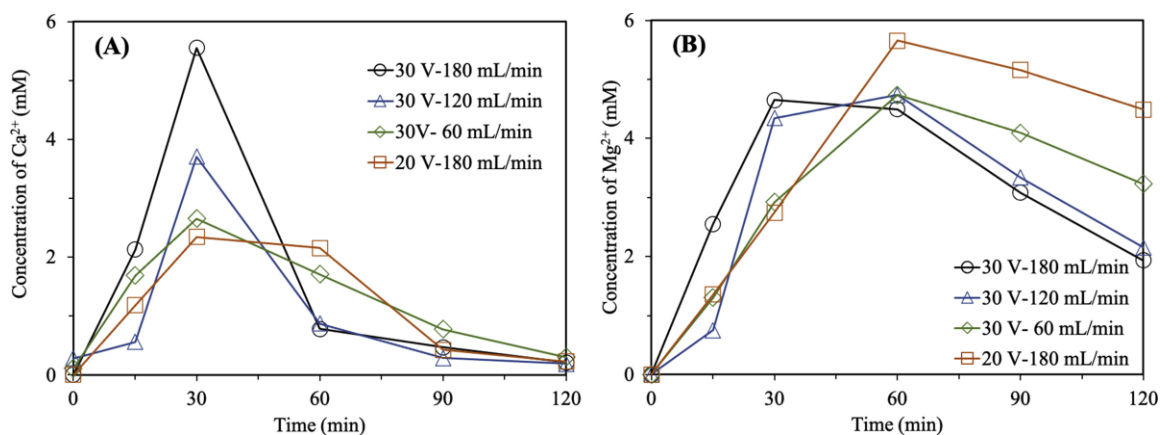 (A)
Concentration of Ca²⁺ (mM)
6
4
2
0
30 V-180 mL/min
30 V-120 mL/min
30V- 60 mL/min
20 V-180 mL/min
0 30 60 90 120
Time (min)
(B)
Concentration of Mg²⁺ (mM)
6
4
2
0
30 V-180 mL/min
30 V-120 mL/min
30 V- 60 mL/min
20 V-180 mL/min
0 30 60 90 120
Time (min)